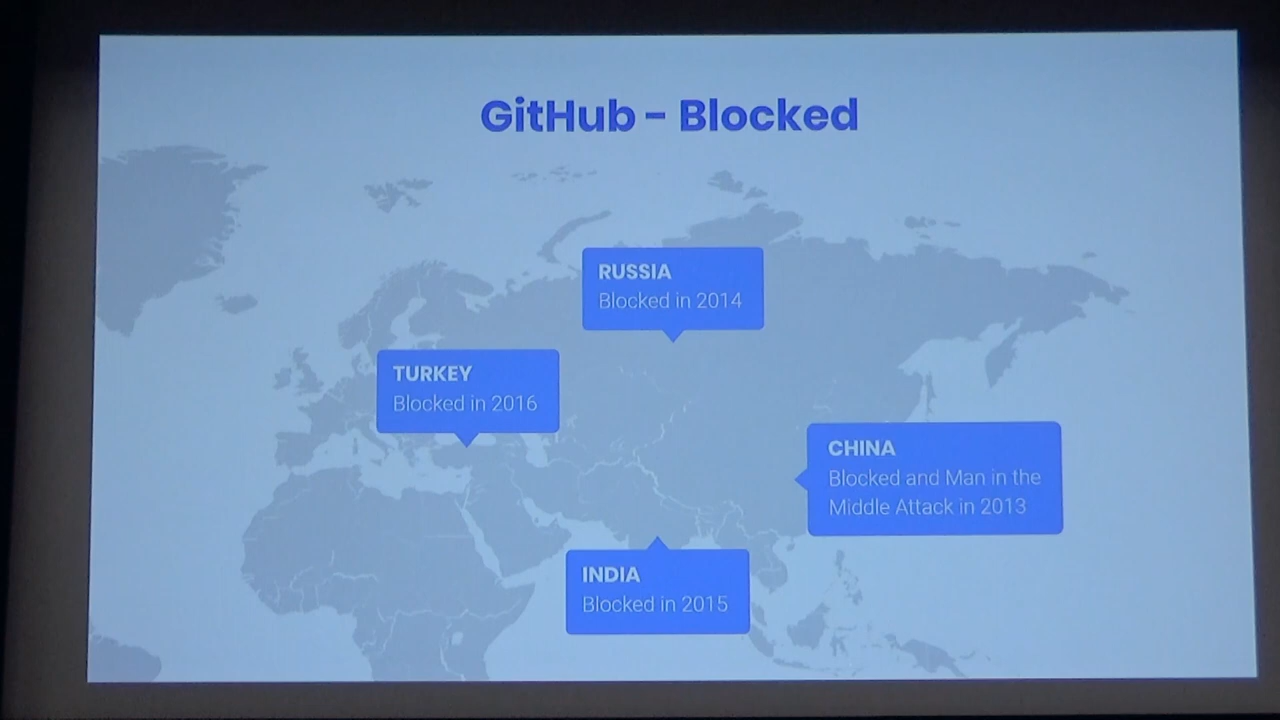 GitHub - Blocked
RUSSIA
Blocked in 2014
TURKEY
Blocked in 2016
CHINA
Blocked and Man in the
Middle Attack in 2013
INDIA
Blocked in 2015